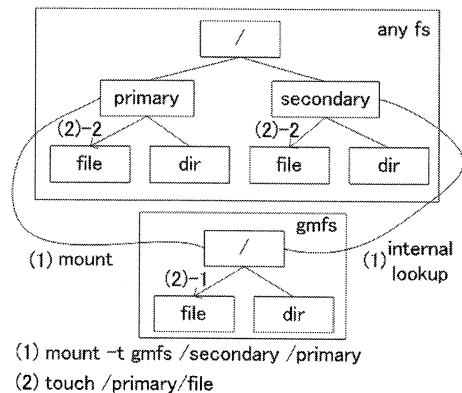 any fs
/
primary secondary
(2)-2 (2)-2
file dir file dir
gmfs
/
(1) mount (1) internal lookup
(2)-1
file dir
(1) mount -t gmfs /secondary /primary
(2) touch /primary/file